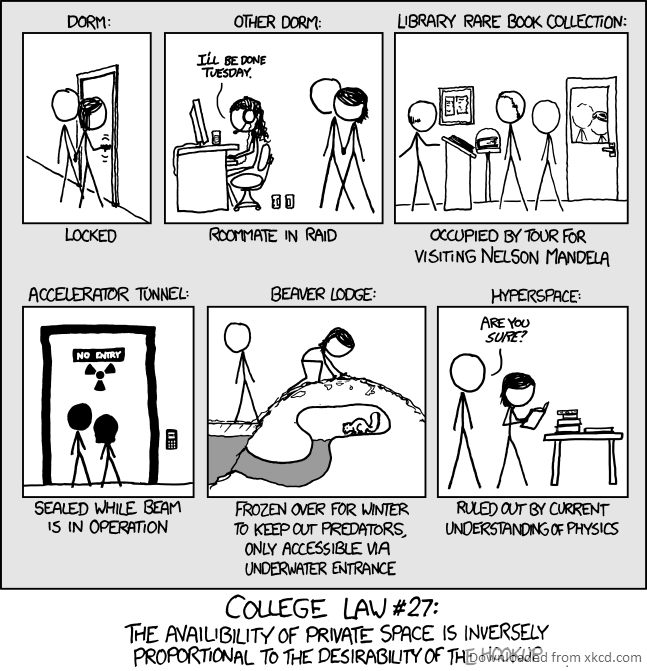 DORM:
LOCKED
OTHER DORM:
I'LL BE DONE
TUESDAY.
ROOMMATE IN RAID
LIBRARY RARE BOOK COLLECTION:
OCCUPIED BY TOUR FOR
VISITING NELSON MANDELA
ACCELERATOR TUNNEL:
NO ENTRY
SEALED WHILE BEAM
IS IN OPERATION
BEAVER LODGE:
FROZEN OVER FOR WINTER
TO KEEP OUT PREDATORS,
ONLY ACCESSIBLE VIA
UNDERWATER ENTRANCE
HYPERSPACE:
ARE YOU
SURE?
RULED OUT BY CURRENT
UNDERSTANDING OF PHYSICS
COLLEGE LAW #27:
THE AVAILIBILITY OF PRIVATE SPACE IS INVERSELY
PROPORTIONAL TO THE DESIRABILITY OF THE HOOKUP
Downloaded from xkcd.com